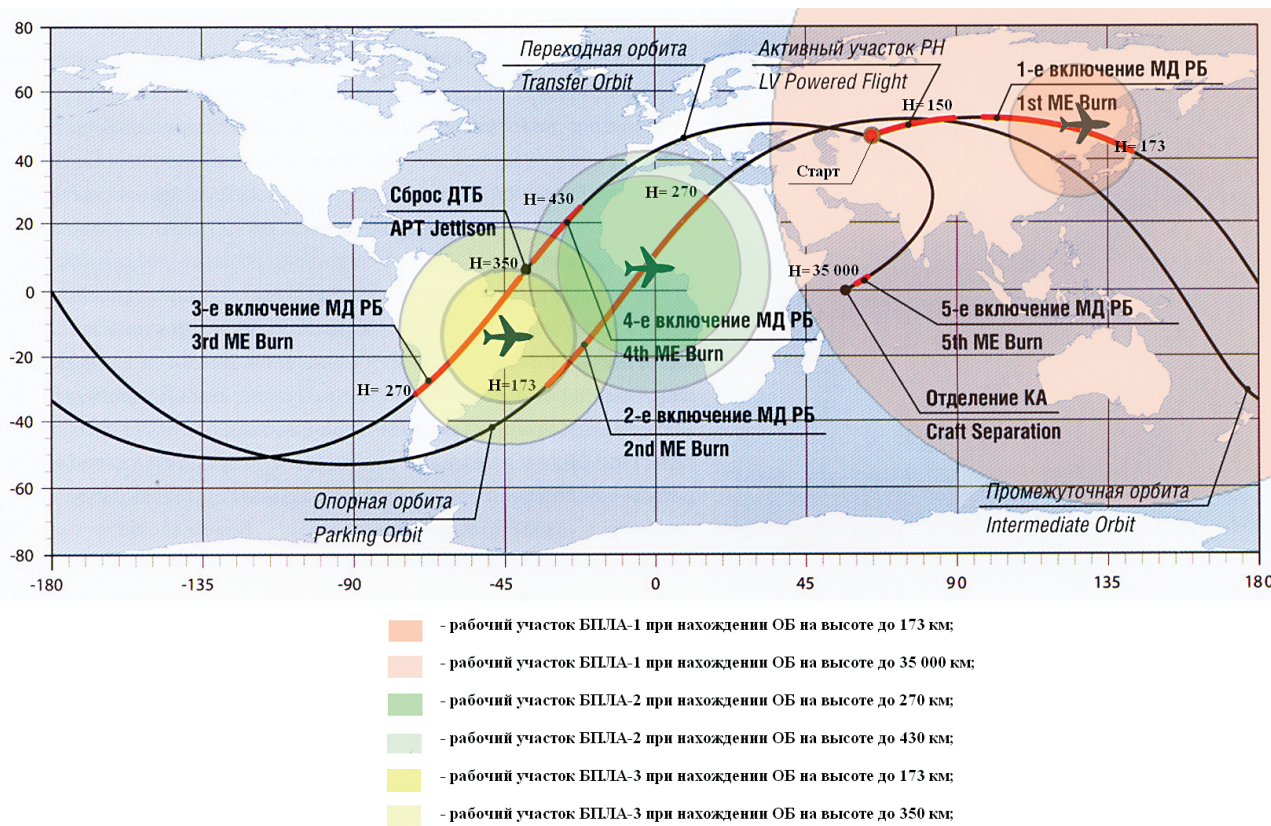 80
60
40
20
0
-20
-40
-60
-80
Переходная орбита
Transfer Orbit
Активный участок РН
LV Powered Flight
1-е включение МД РБ
1st ME Burn
H=150
H=173
Старт
Сброс ДТБ
APT Jettison
H=430
H=270
H=350
H=35 000
3-е включение МД РБ
3rd ME Burn
4-е включение МД РБ
4th ME Burn
5-е включение МД РБ
5th ME Burn
H= 270
H=173
2-е включение МД РБ
2nd ME Burn
Отделение КА
Craft Separation
Опорная орбита
Parking Orbit
Промежуточная орбита
Intermediate Orbit
-180 -135 -90 -45 0 45 90 135 180
- рабочий участок БПЛА-1 при нахождении ОБ на высоте до 173 км;
- рабочий участок БПЛА-1 при нахождении ОБ на высоте до 35 000 км;
- рабочий участок БПЛА-2 при нахождении ОБ на высоте до 270 км;
- рабочий участок БПЛА-2 при нахождении ОБ на высоте до 430 км;
- рабочий участок БПЛА-3 при нахождении ОБ на высоте до 173 км;
- рабочий участок БПЛА-3 при нахождении ОБ на высоте до 350 км;